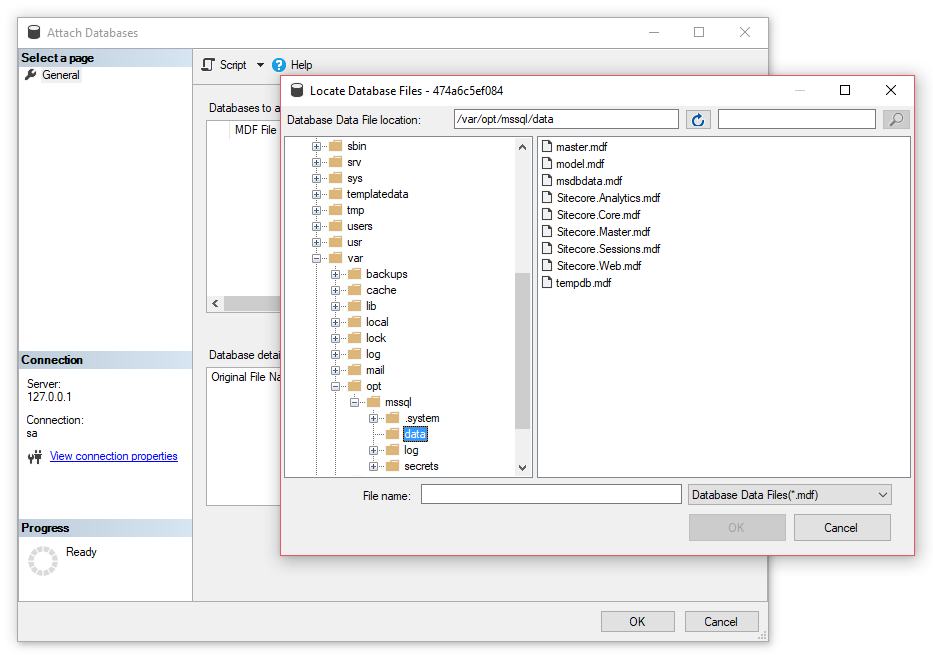 Attach Databases
Select a page
General
Script
Help
Databases to a
MDF File
Connection
Server:
127.0.0.1
Connection:
sa
View connection properties
Database detai
Original File Na
Progress
Ready
OK
Cancel
Locate Database Files - 474a6c5ef084
Database Data File location:
/var/opt/mssql/data
sbin
srv
sys
templatedata
tmp
users
usr
var
backups
cache
lib
local
lock
log
mail
opt
mssql
.system
data
log
secrets
master.mdf
model.mdf
msdbdata.mdf
Sitecore.Analytics.mdf
Sitecore.Core.mdf
Sitecore.Master.mdf
Sitecore.Sessions.mdf
Sitecore.Web.mdf
tempdb.mdf
File name:
Database Data Files(*.mdf)
OK
Cancel